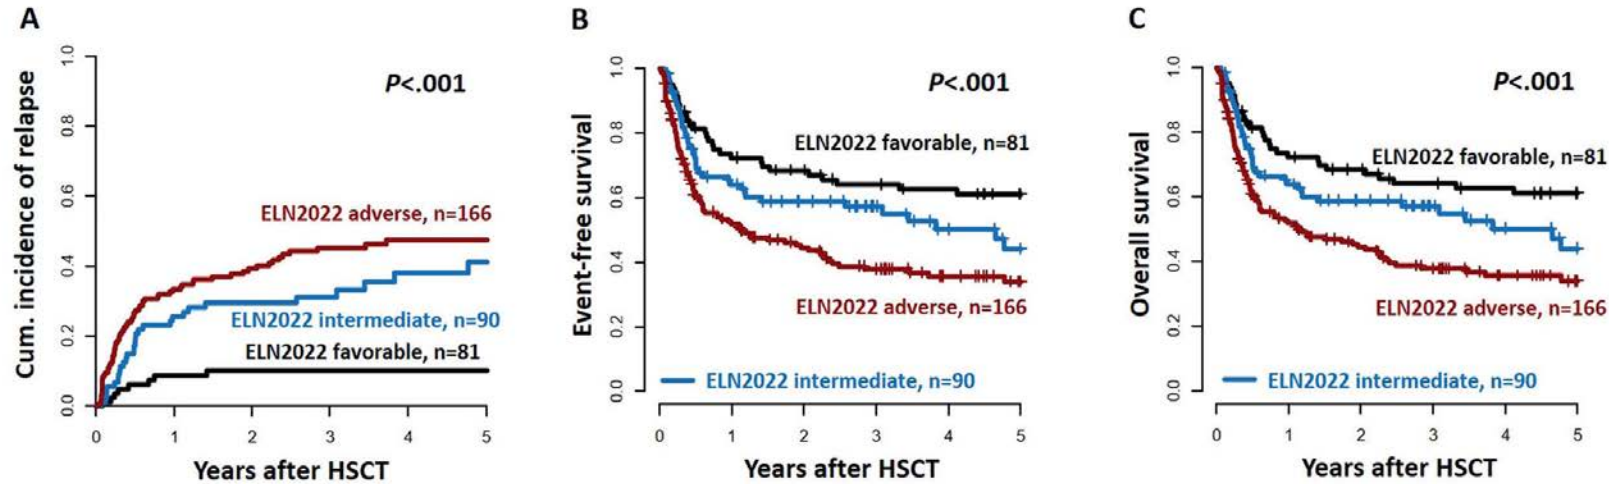 A
Cum. incidence of relapse
1.0
0.8
0.6
0.4
0.2
0.0
P<.001
ELN2022 adverse, n=166
ELN2022 intermediate, n=90
ELN2022 favorable, n=81
0 1 2 3 4 5
Years after HSCT
B
Event-free survival
1.0
0.8
0.6
0.4
0.2
0.0
P<.001
ELN2022 favorable, n=81
ELN2022 adverse, n=166
ELN2022 intermediate, n=90
0 1 2 3 4 5
Years after HSCT
C
Overall survival
1.0
0.8
0.6
0.4
0.2
0.0
P<.001
ELN2022 favorable, n=81
ELN2022 adverse, n=166
ELN2022 intermediate, n=90
0 1 2 3 4 5
Years after HSCT